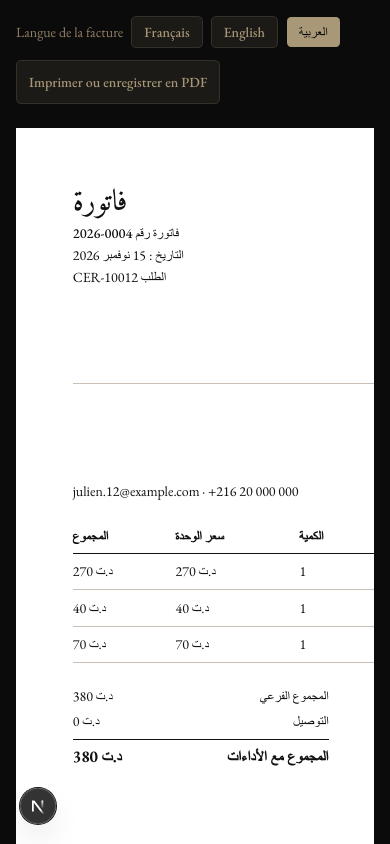 Langue de la facture Français English العربية
Imprimer ou enregistrer en PDF
فاتورة
فاتورة رقم 2026-0004
التاريخ : 15 نوفمبر 2026
الطلب CER-10012
julien.12@example.com · +216 20 000 000
الكمية سعر الوحدة المجموع
1 270 د.ت 270 د.ت
1 40 د.ت 40 د.ت
1 70 د.ت 70 د.ت
المجموع الفرعي 380 د.ت
التوصيل 0 د.ت
المجموع مع الأداءات 380 د.ت
N